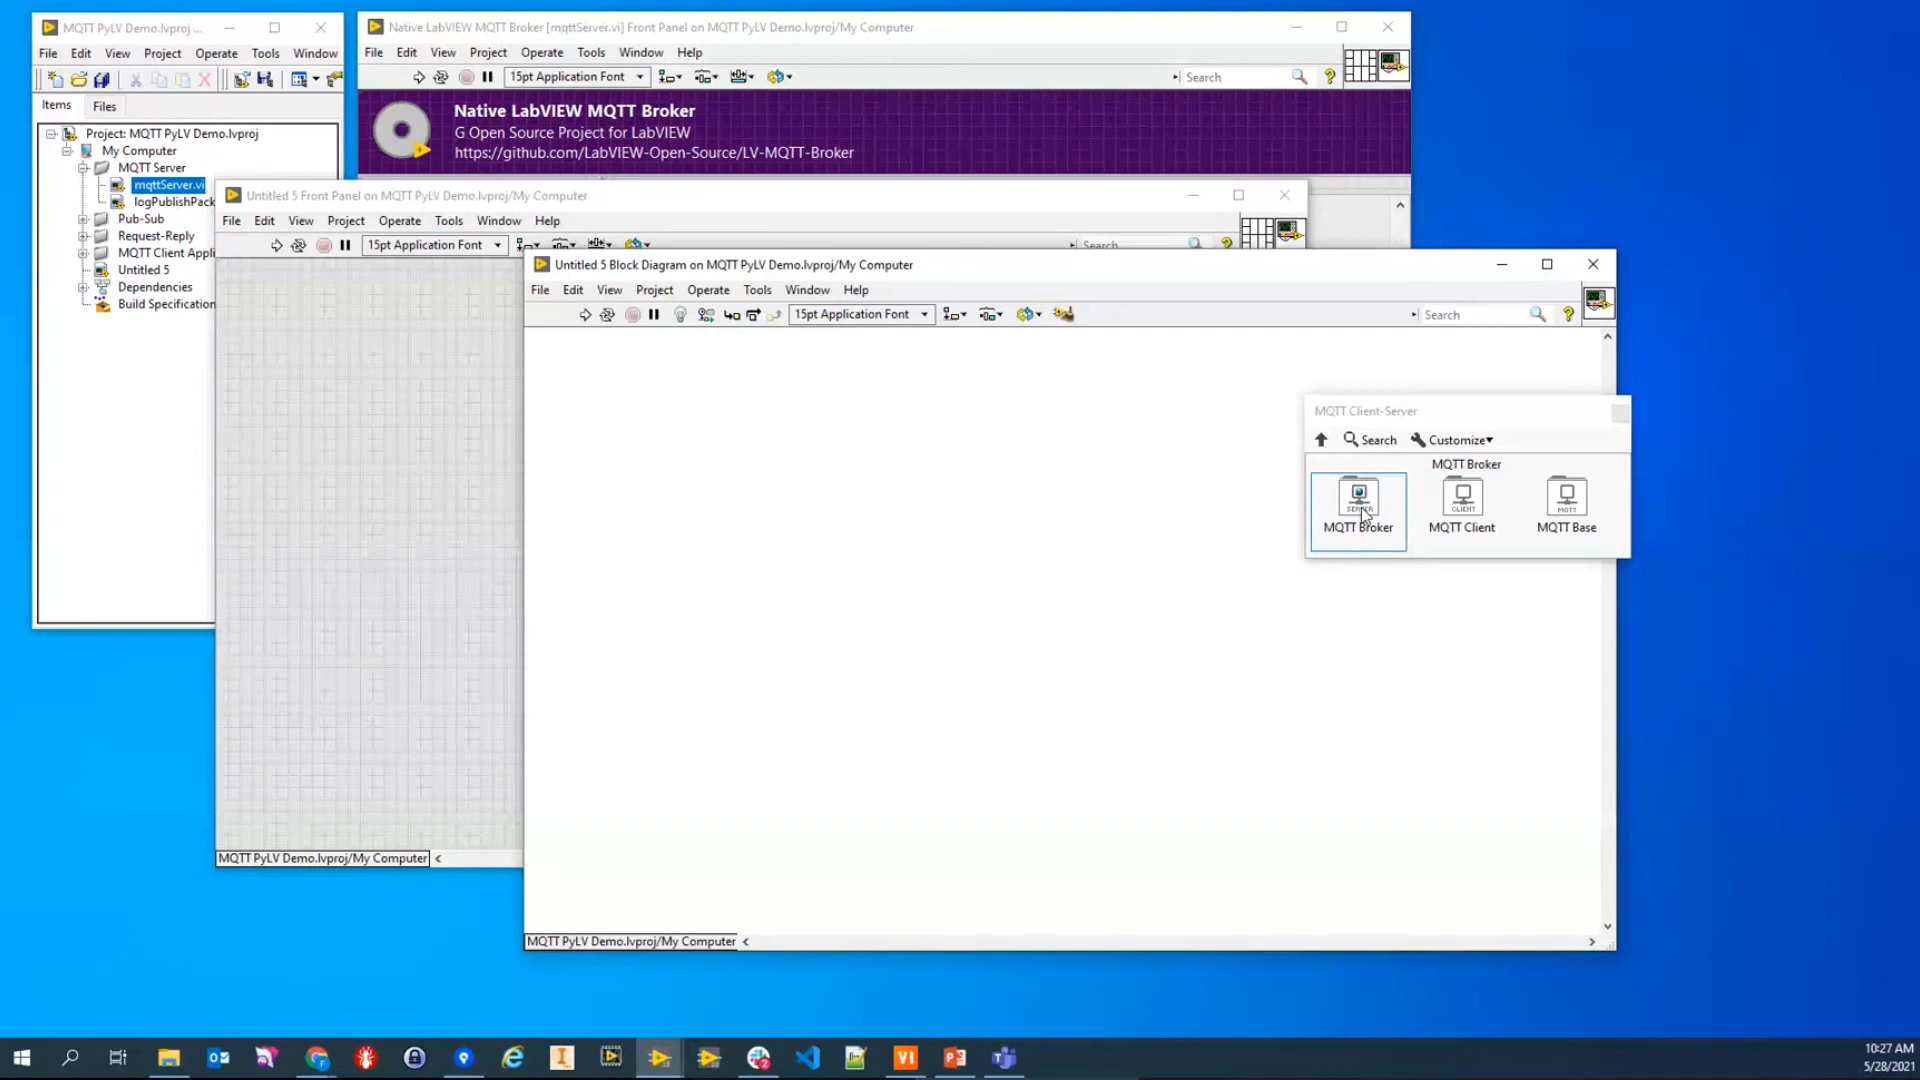 MQTT PyLV Demo.lvproj ...
File Edit View Project Operate Tools Window
Items Files
Project: MQTT PyLV Demo.lvproj
My Computer
MQTT Server
mqttServer.vi
logPublishPack
Pub-Sub
Request-Reply
MQTT Client Appli
Untitled 5
Dependencies
Build Specification
Native LabVIEW MQTT Broker [mqttServer.vi] Front Panel on MQTT PyLV Demo.lvproj/My Computer
File Edit View Project Operate Tools Window Help
15pt Application Font Search
Native LabVIEW MQTT Broker
G Open Source Project for LabVIEW
https://github.com/LabVIEW-Open-Source/LV-MQTT-Broker
Untitled 5 Front Panel on MQTT PyLV Demo.lvproj/My Computer
File Edit View Project Operate Tools Window Help
15pt Application Font Search
MQTT PyLV Demo.lvproj/My Computer
Untitled 5 Block Diagram on MQTT PyLV Demo.lvproj/My Computer
File Edit View Project Operate Tools Window Help
15pt Application Font Search
MQTT PyLV Demo.lvproj/My Computer
MQTT Client-Server
Search Customize
MQTT Broker
CLIENT MQTT
MQTT Broker MQTT Client MQTT Base
10:27 AM
5/28/2021